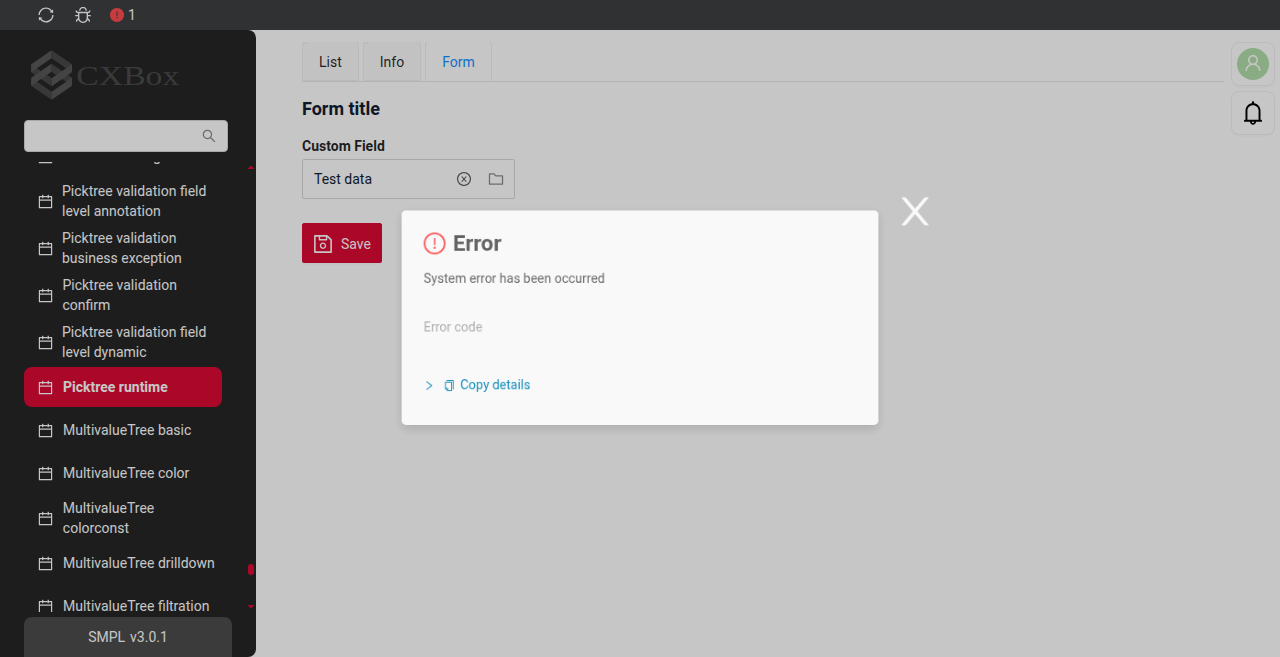 1
CXBox
Picktree validation field
level annotation
Picktree validation
business exception
Picktree validation
confirm
Picktree validation field
level dynamic
Picktree runtime
MultivalueTree basic
MultivalueTree color
MultivalueTree
colorconst
MultivalueTree drilldown
MultivalueTree filtration
SMPL v3.0.1
List
Info
Form
Form title
Custom Field
Test data
Save
Error
System error has been occurred
Error code
Copy details